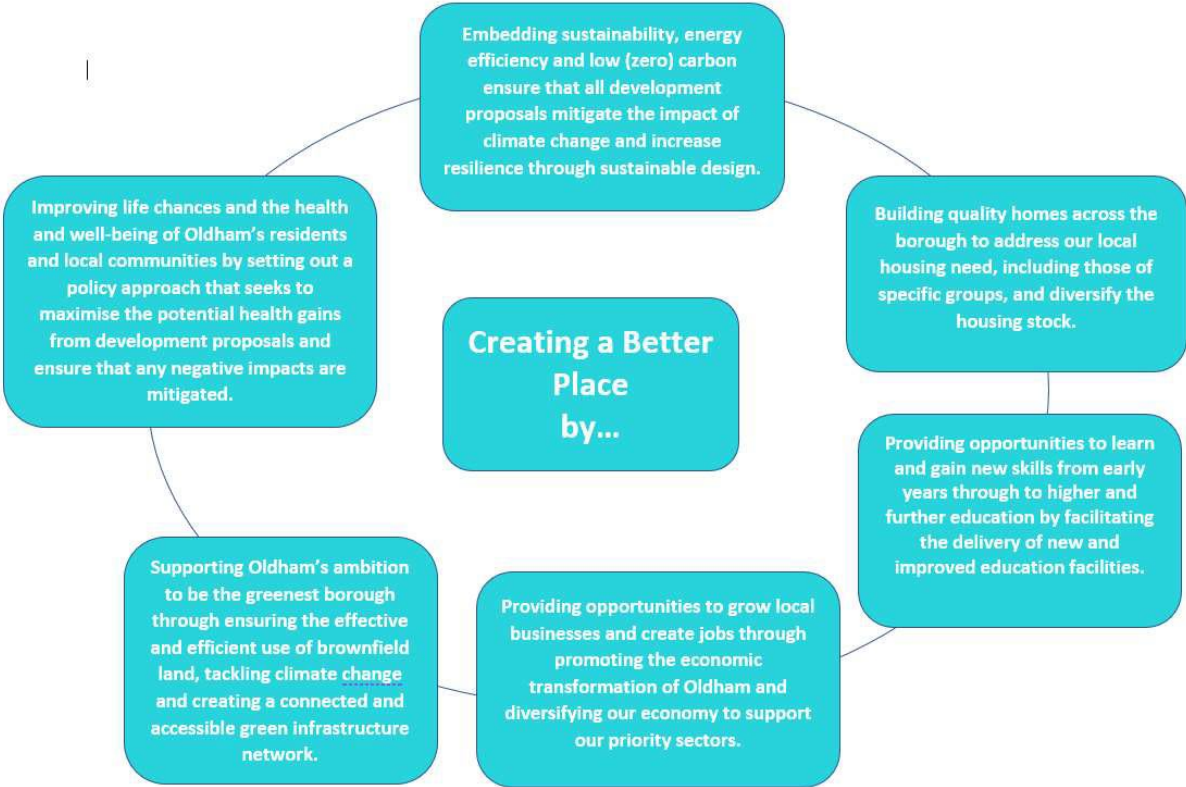 Embedding sustainability, energy
efficiency and low (zero) carbon
ensure that all development
proposals mitigate the impact of
climate change and increase
resilience through sustainable design.
Building quality homes across the
borough to address our local
housing need, including those of
specific groups, and diversify the
housing stock.
Providing opportunities to learn
and gain new skills from early
years through to higher and
further education by facilitating
the delivery of new and
improved education facilities.
Providing opportunities to grow local
businesses and create jobs through
promoting the economic
transformation of Oldham and
diversifying our economy to support
our priority sectors.
Supporting Oldham’s ambition
to be the greenest borough
through ensuring the effective
and efficient use of brownfield
land, tackling climate change
and creating a connected and
accessible green infrastructure
network.
Improving life chances and the health
and well-being of Oldham’s residents
and local communities by setting out a
policy approach that seeks to
maximise the potential health gains
from development proposals and
ensure that any negative impacts are
mitigated.
Creating a Better
Place
by…